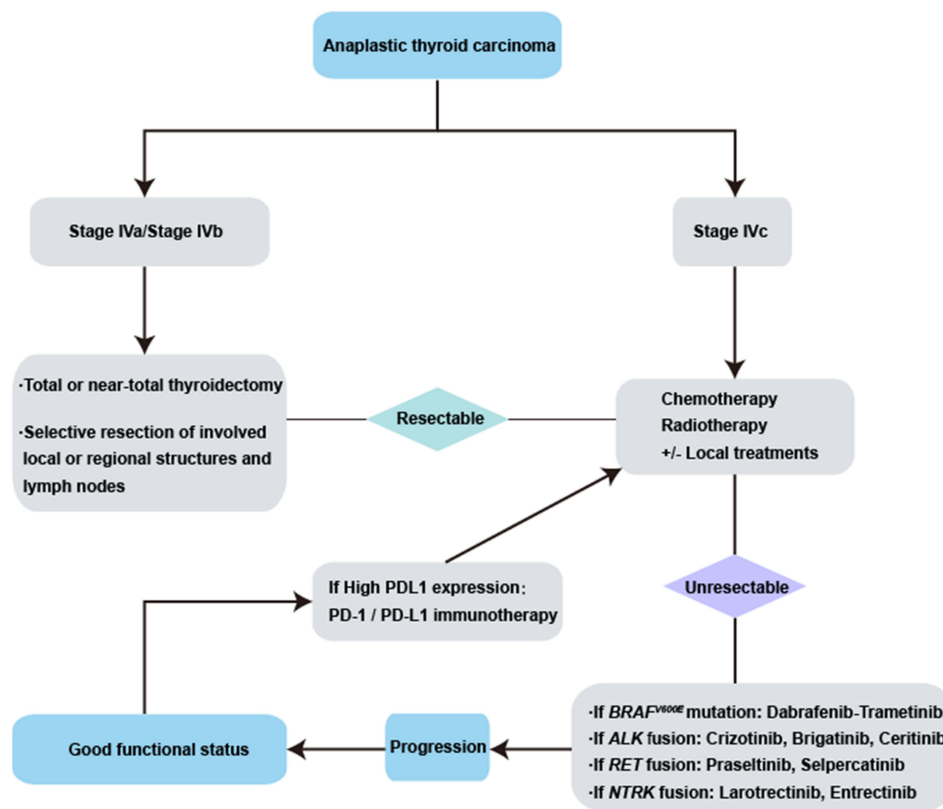 Anaplastic thyroid carcinoma
Stage IVa/Stage IVb
Stage IVc
·Total or near-total thyroidectomy
·Selective resection of involved
local or regional structures and
lymph nodes
Resectable
Chemotherapy
Radiotherapy
+/- Local treatments
If High PDL1 expression:
PD-1 / PD-L1 immunotherapy
Unresectable
Good functional status
Progression
·If BRAFV600E mutation: Dabrafenib-Trametinib
·If ALK fusion: Crizotinib, Brigatinib, Ceritinib
·If RET fusion: Praseltinib, Selpercatinib
·If NTRK fusion: Larotrectinib, Entrectinib